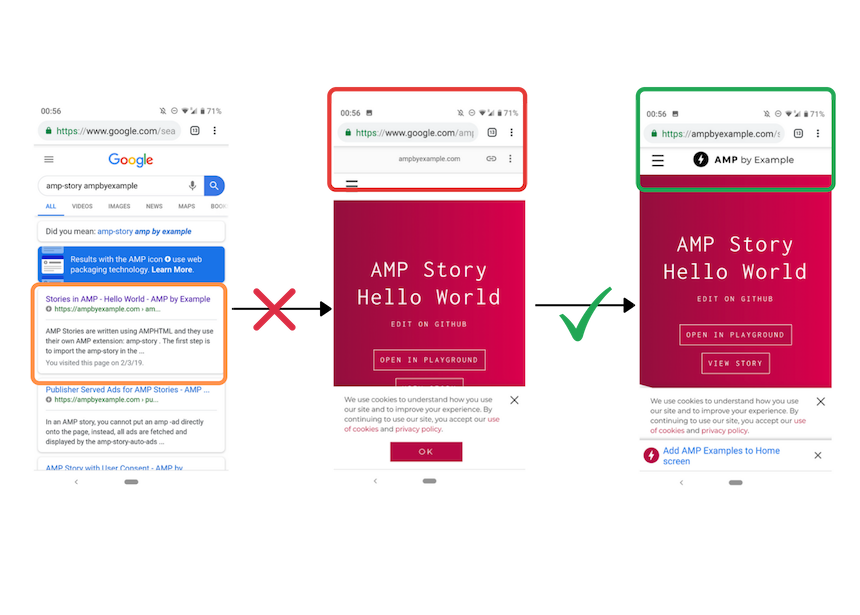 00:56
71%
https://www.google.com/sea
13
Google
amp-story ampbyexample
ALL VIDEOS IMAGES NEWS MAPS BOO
Did you mean: amp-story amp by example
Results with the AMP icon use web
packaging technology. Learn More.
Stories in AMP - Hello World - AMP by Example
https://ampbyexample.com › am...
AMP Stories are written using AMPHTML and they use
their own AMP extension: amp-story . The first step is
to import the amp-story in the ...
You visited this page on 2/3/19.
Publisher Served Ads for AMP Stories - AMP ...
https://ampbyexample.com › pu...
In an AMP story, you cannot put an amp -ad directly
onto the page, instead, all ads are fetched and
displayed by the amp-story-auto-ads ...
AMP Story with User Consent - AMP by
00:56
71%
https://www.google.com/amp
13
ampbyexample.com
AMP Story
Hello World
EDIT ON GITHUB
OPEN IN PLAYGROUND
We use cookies to understand how you use
our site and to improve your experience. By
continuing to use our site, you accept our use
of cookies and privacy policy.
OK
00:56
71%
https://ampbyexample.com/s
13
AMP by Example
AMP Story
Hello World
EDIT ON GITHUB
OPEN IN PLAYGROUND
VIEW STORY
We use cookies to understand how you use
our site and to improve your experience. By
continuing to use our site, you accept our use
of cookies and privacy policy.
Add AMP Examples to Home
screen